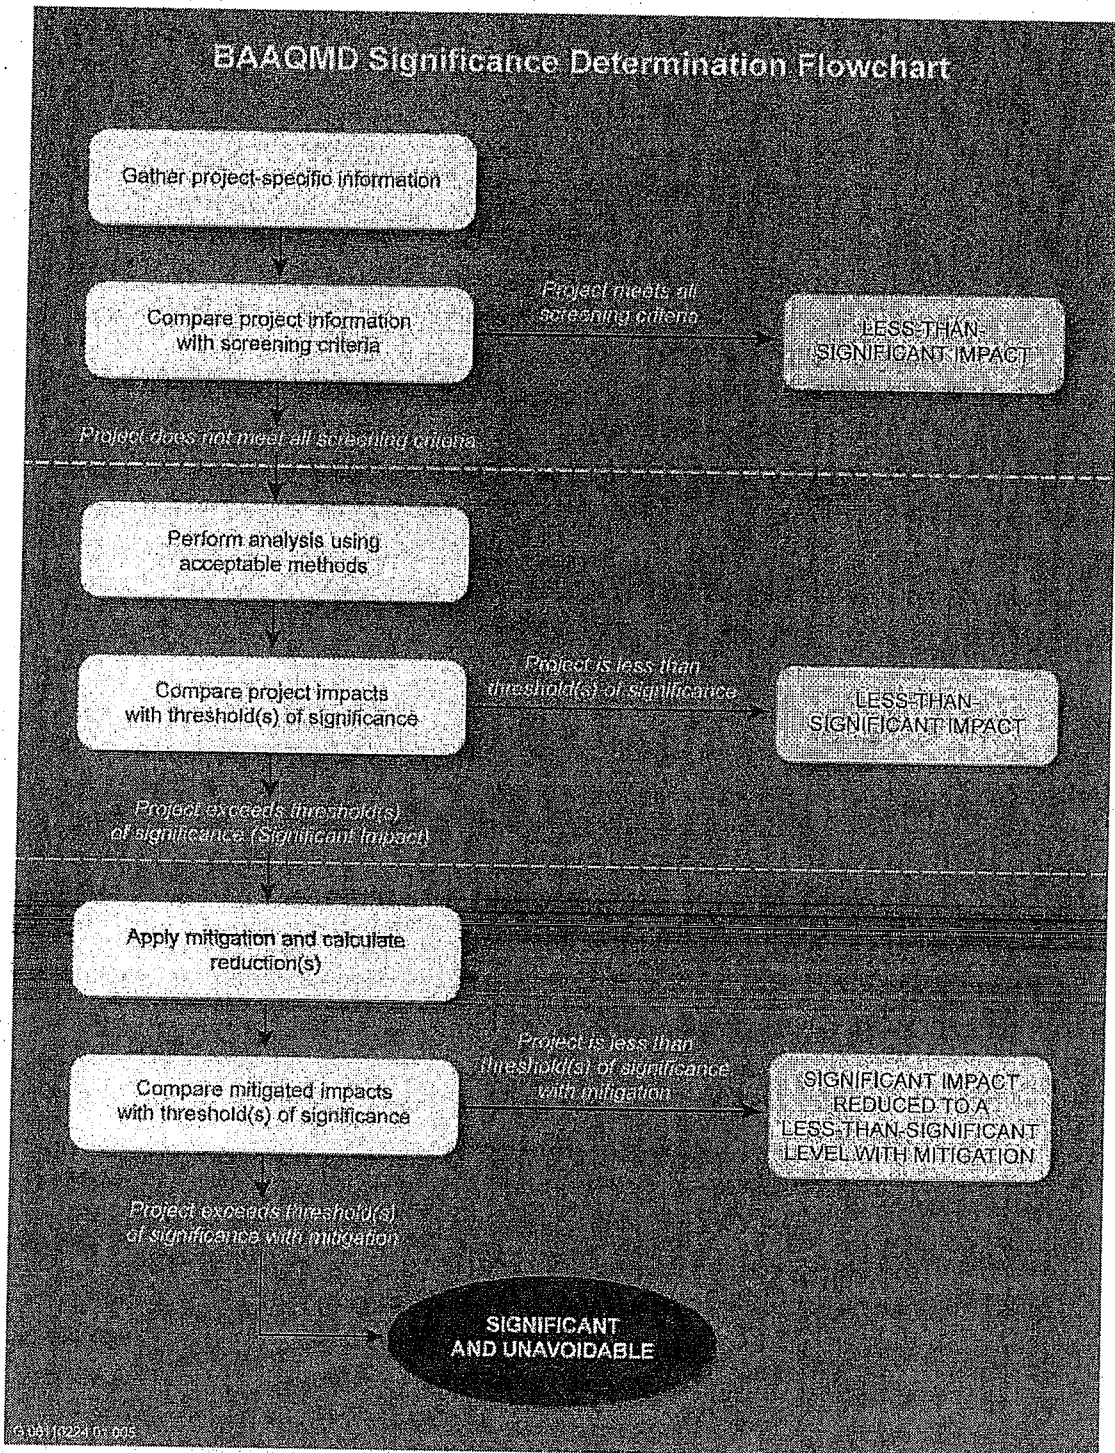 BAAQMD Significance Determination Flowchart
Gather project-specific information
Compare project information
with screening criteria
Project meets all
screening criteria
LESS-THAN-
SIGNIFICANT IMPACT
Project does not meet all screening criteria
Perform analysis using
acceptable methods
Compare project impacts
with threshold(s) of significance
Project is less than
threshold(s) of significance
LESS-THAN-
SIGNIFICANT IMPACT
Project exceeds threshold(s)
of significance (Significant Impact)
Apply mitigation and calculate
reduction(s)
Compare mitigated impacts
with threshold(s) of significance
Project is less than
threshold(s) of significance
with mitigation
SIGNIFICANT IMPACT
REDUCED TO A
LESS-THAN-SIGNIFICANT
LEVEL WITH MITIGATION
Project exceeds threshold(s)
of significance with mitigation
SIGNIFICANT
AND UNAVOIDABLE
G 08110224.01 005